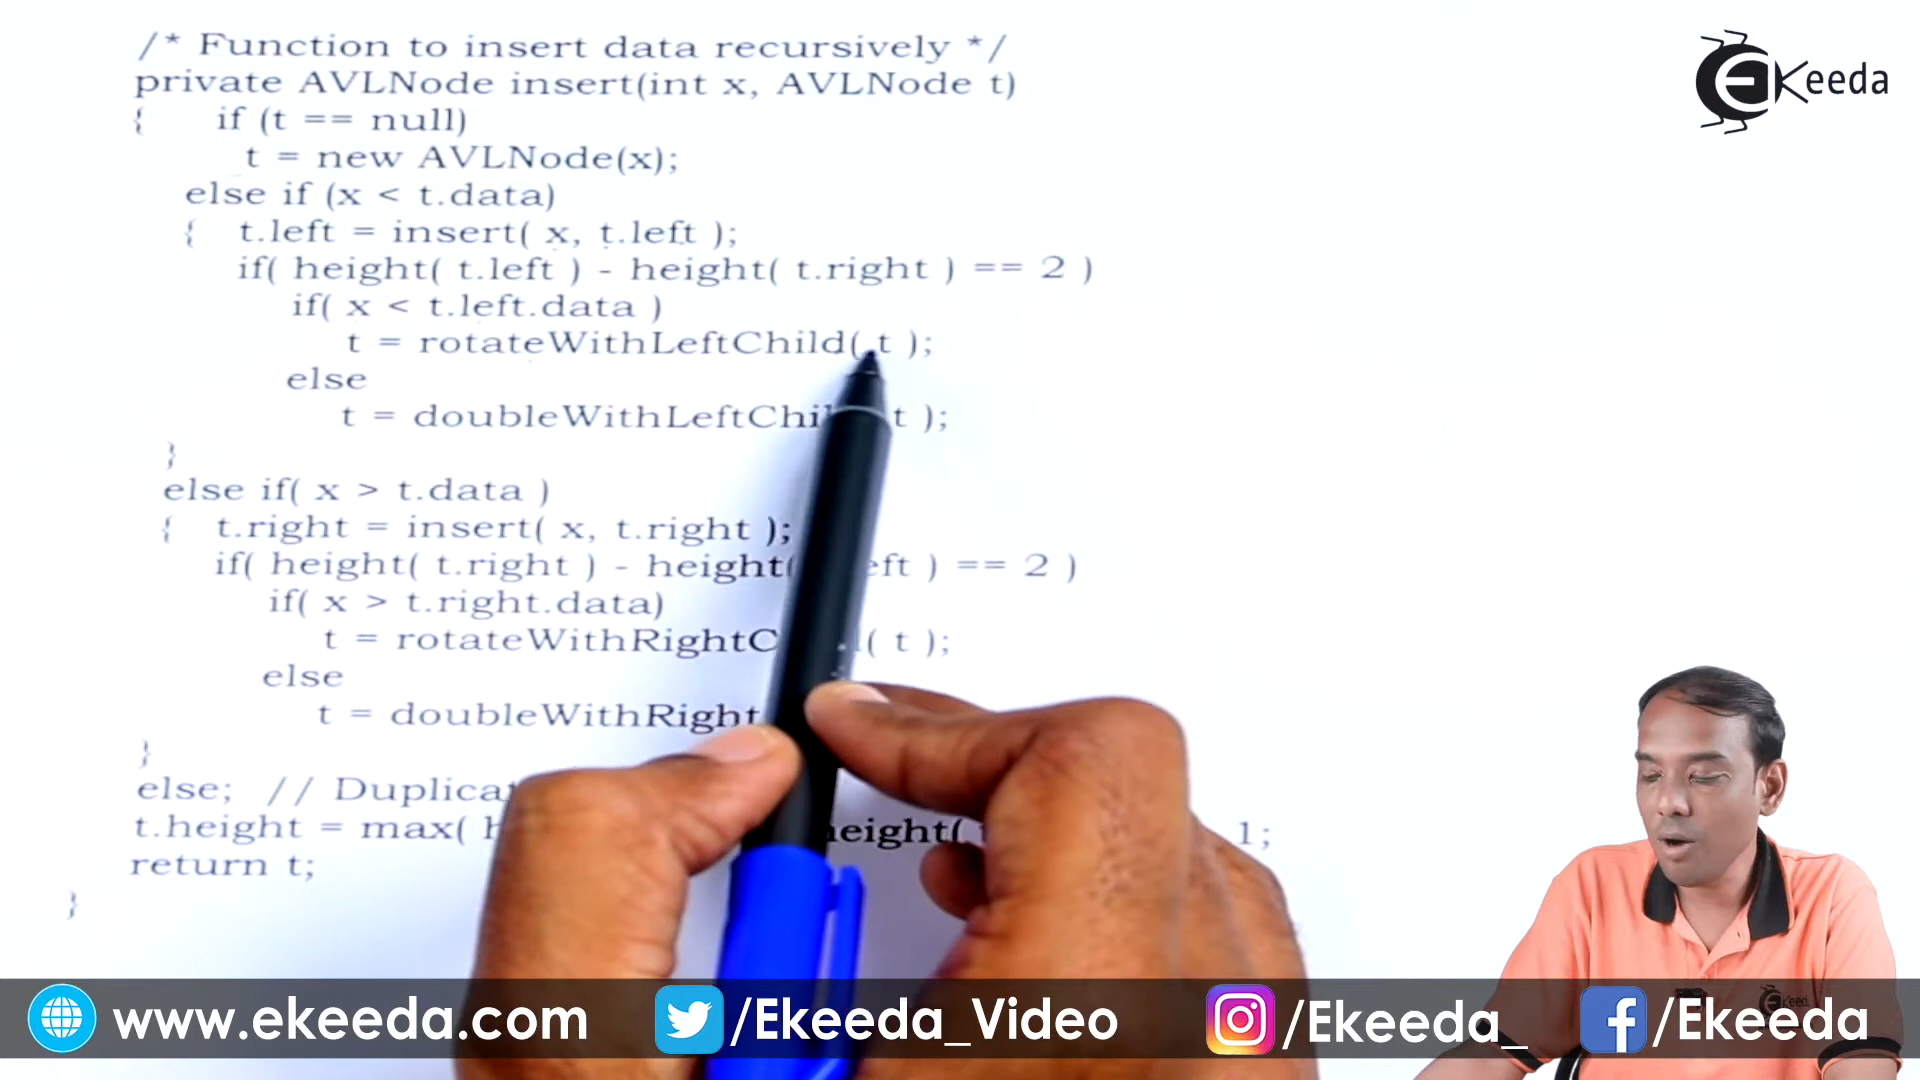 /* Function to insert data recursively */
private AVLNode insert(int x, AVLNode t)
{ if (t == null)
t = new AVLNode(x);
else if (x < t.data)
{ t.left = insert( x, t.left );
if( height( t.left ) - height( t.right ) == 2 )
if( x < t.left.data )
t = rotateWithLeftChild( t );
else
t = doubleWithLeftChi t );
}
else if( x > t.data )
{ t.right = insert( x, t.right );
if( height( t.right ) - height( eft ) == 2 )
if( x > t.right.data)
t = rotateWithRightC ( t );
else
t = doubleWithRight
}
else; // Duplica
t.height = max( height( 1;
return t;
}
EKeeda
Ekeeda
www.ekeeda.com /Ekeeda_Video /Ekeeda_ /Ekeeda